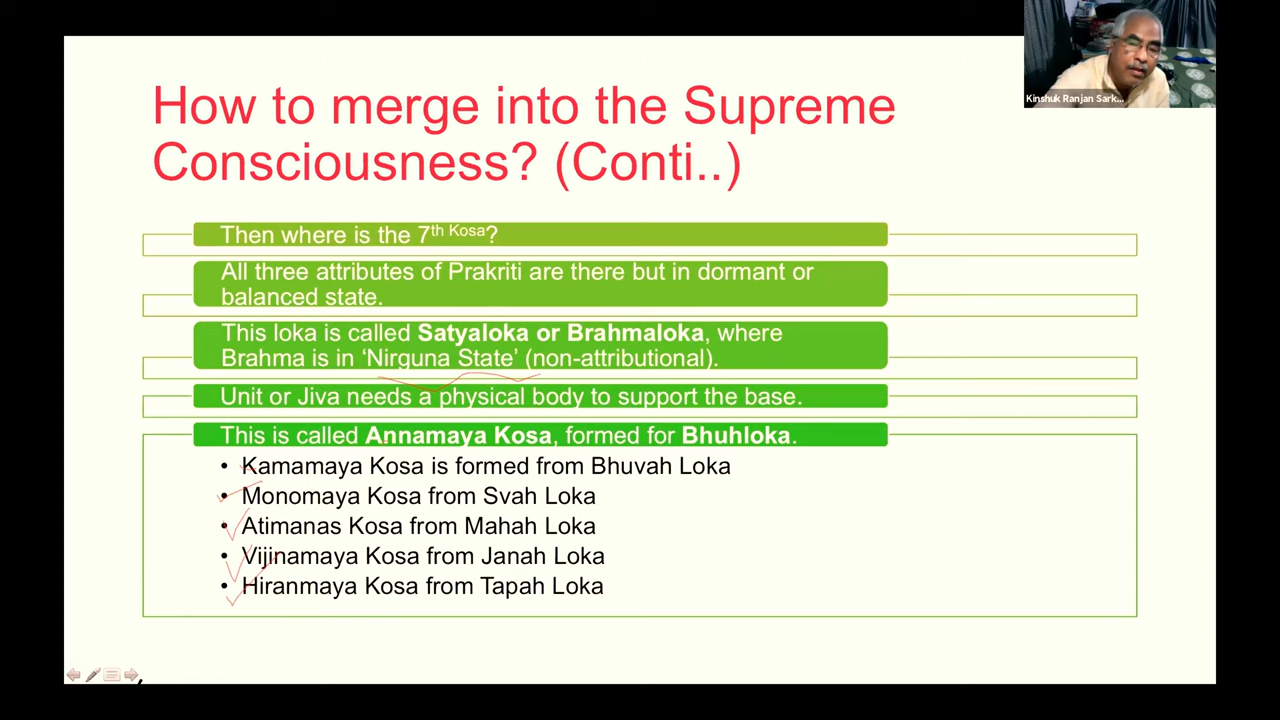 Kinshuk Ranjan Sark...
How to merge into the Supreme
Consciousness? (Conti..)
Then where is the 7th Kosa?
All three attributes of Prakriti are there but in dormant or
balanced state.
This loka is called Satyaloka or Brahmaloka, where
Brahma is in ‘Nirguna State’ (non-attributional).
Unit or Jiva needs a physical body to support the base.
This is called Annamaya Kosa, formed for Bhuhloka.
• Kamamaya Kosa is formed from Bhuvah Loka
• Monomaya Kosa from Svah Loka
• Atimanas Kosa from Mahah Loka
• Vijinamaya Kosa from Janah Loka
• Hiranmaya Kosa from Tapah Loka